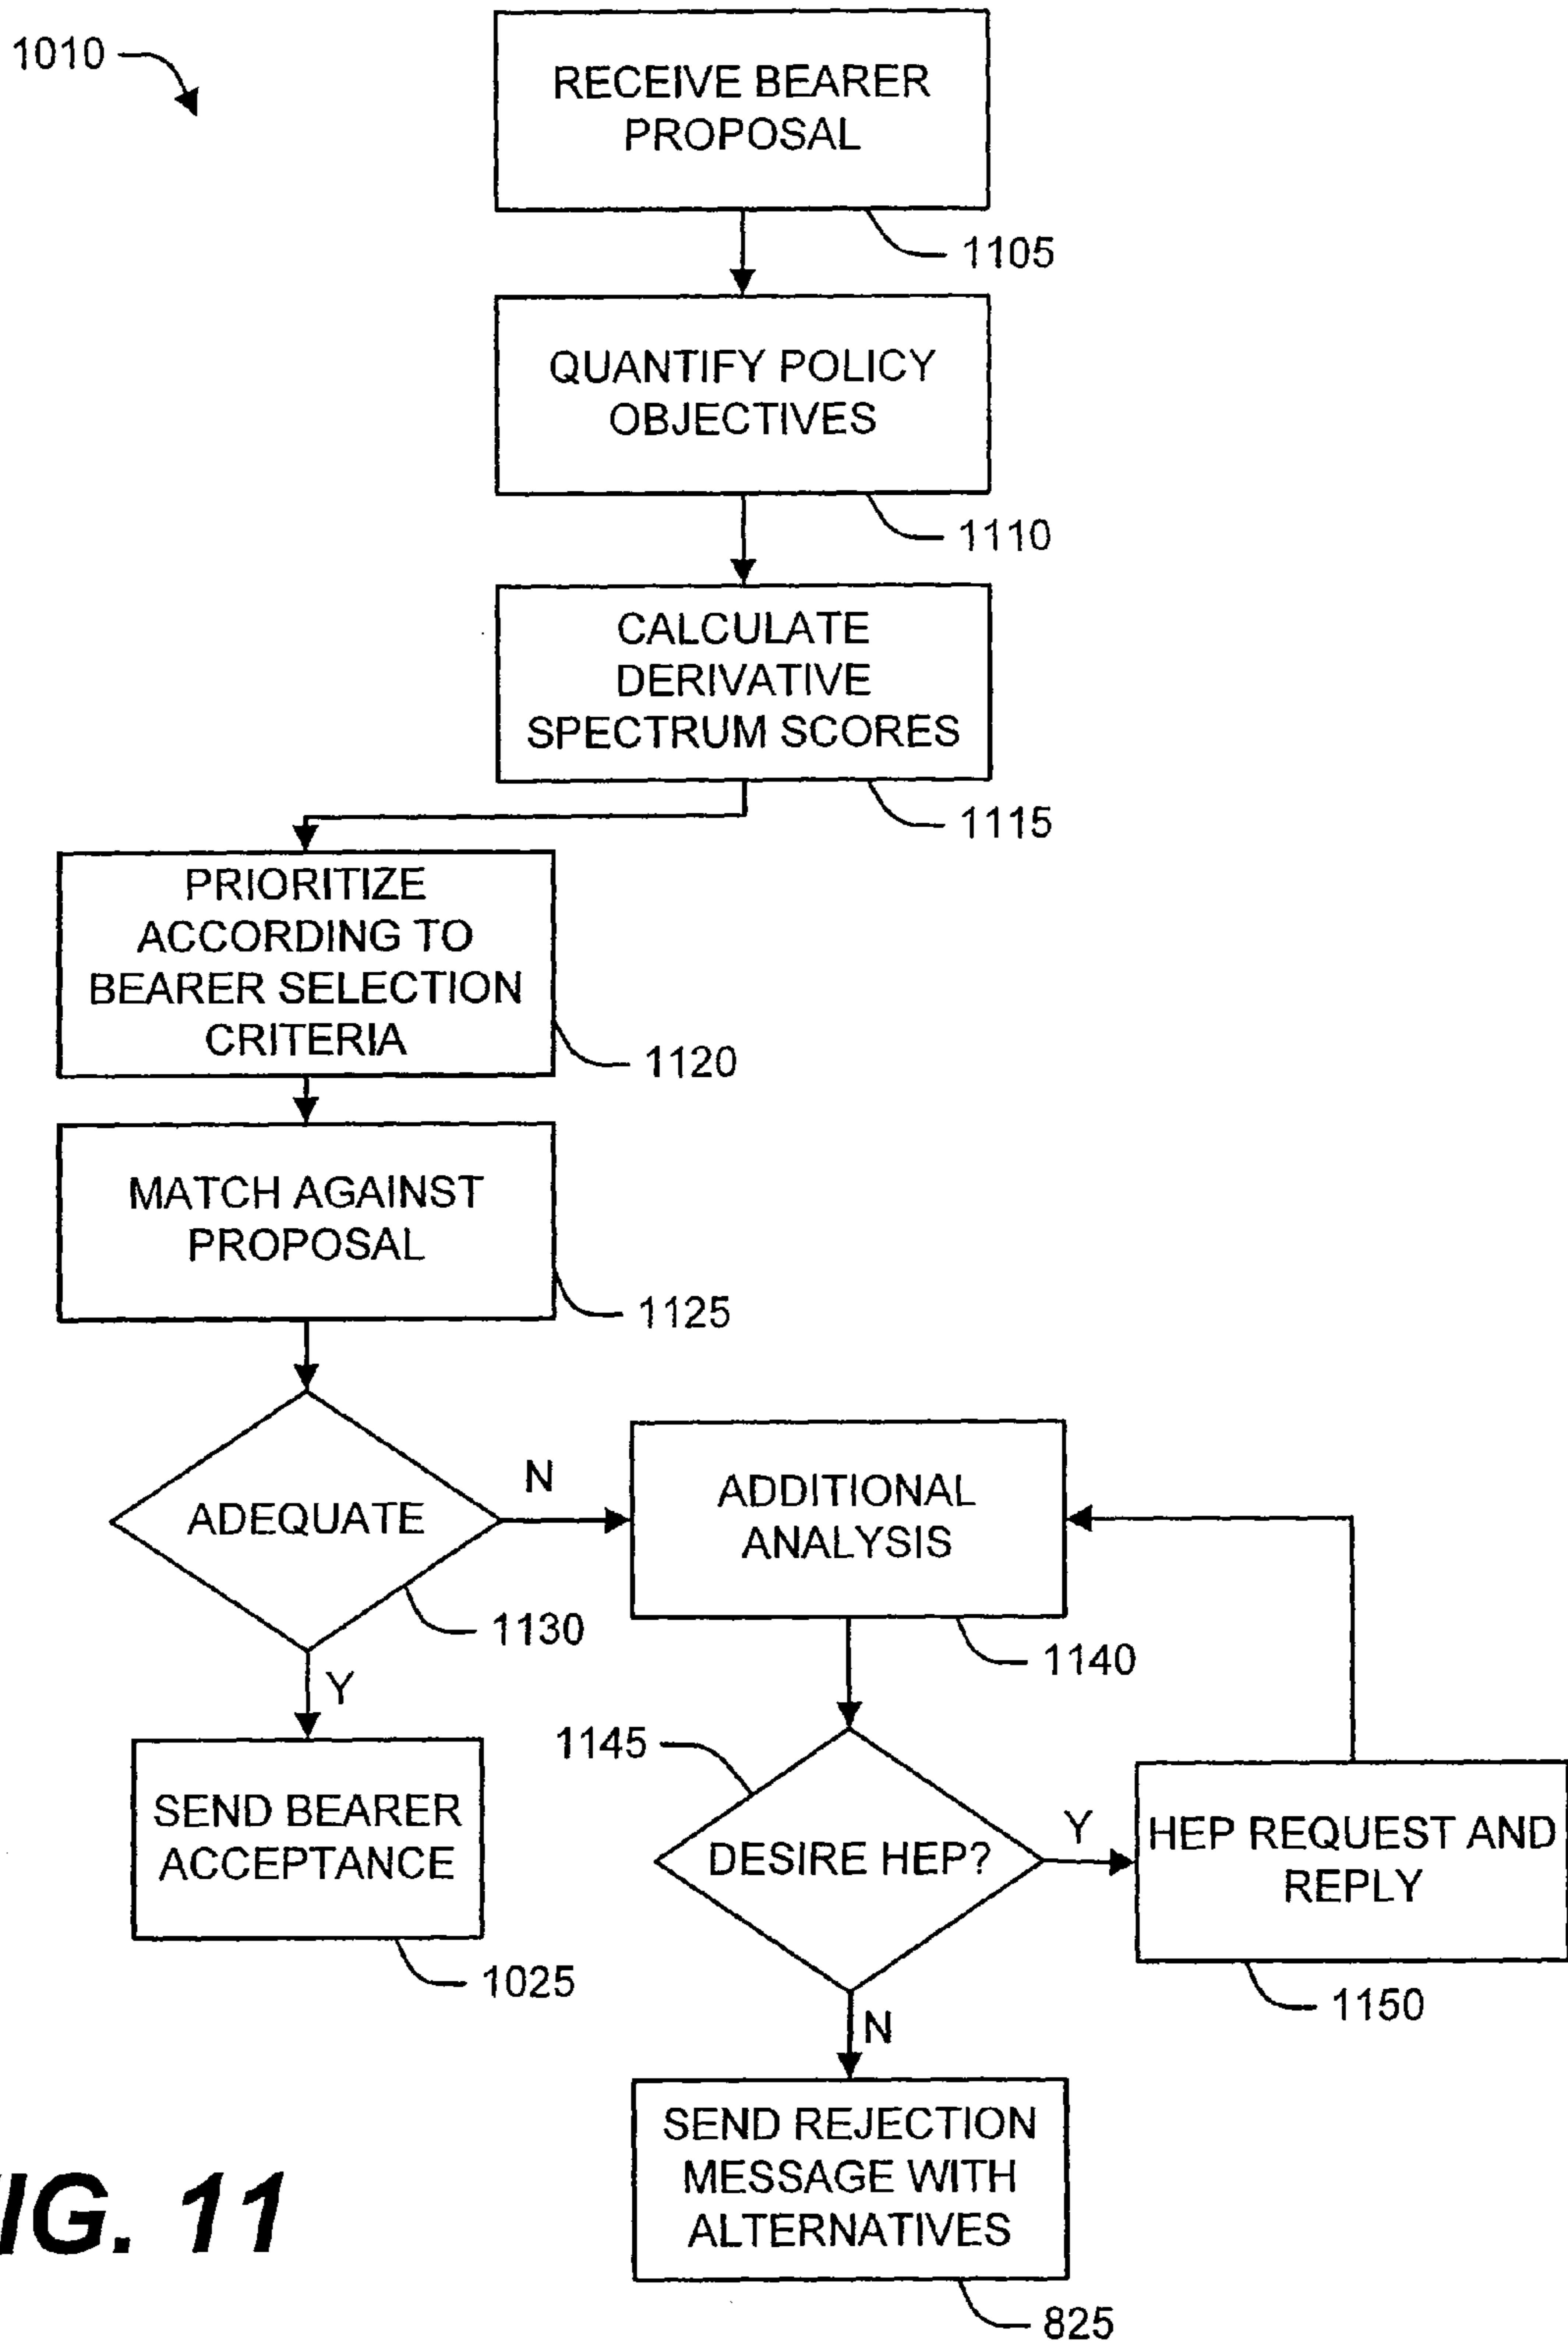 1010
RECEIVE BEARER
PROPOSAL
1105
QUANTIFY POLICY
OBJECTIVES
1110
CALCULATE
DERIVATIVE
SPECTRUM SCORES
1115
PRIORITIZE
ACCORDING TO
BEARER SELECTION
CRITERIA
1120
MATCH AGAINST
PROPOSAL
1125
ADEQUATE
N
1130
Y
SEND BEARER
ACCEPTANCE
1025
ADDITIONAL
ANALYSIS
1140
1145
DESIRE HEP?
Y
HEP REQUEST AND
REPLY
1150
N
SEND REJECTION
MESSAGE WITH
ALTERNATIVES
825
IG. 11